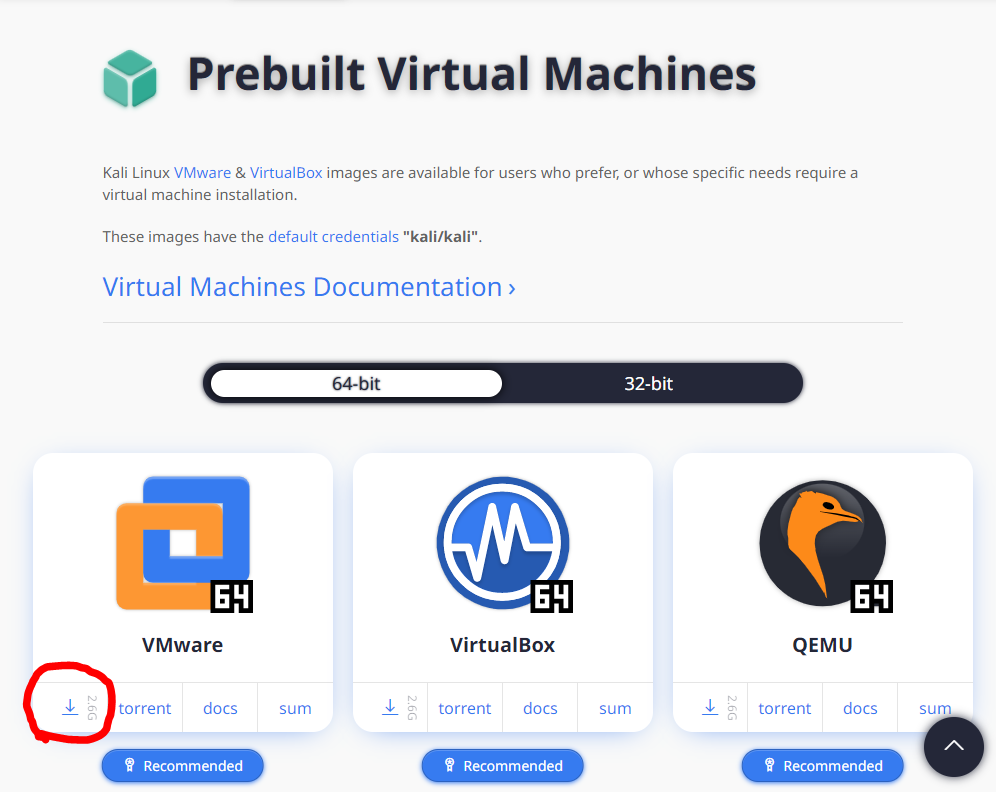 Prebuilt Virtual Machines
Kali Linux VMware & VirtualBox images are available for users who prefer, or whose specific needs require a
virtual machine installation.
These images have the default credentials "kali/kali".
Virtual Machines Documentation ›
64-bit 32-bit
64 64 64
VMware VirtualBox QEMU
2.6G torrent docs sum 2.6G torrent docs sum 2.6G torrent docs sum
Recommended Recommended Recommended